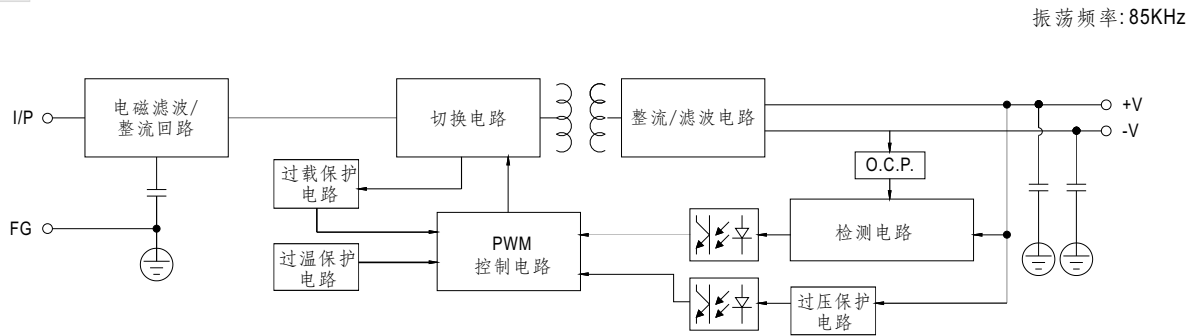 振荡频率: 85KHz
I/P
电磁滤波/
整流回路
切换电路
整流/滤波电路
+V
-V
O.C.P.
过载保护
电路
FG
PWM
控制电路
检测电路
过温保护
电路
过压保护
电路